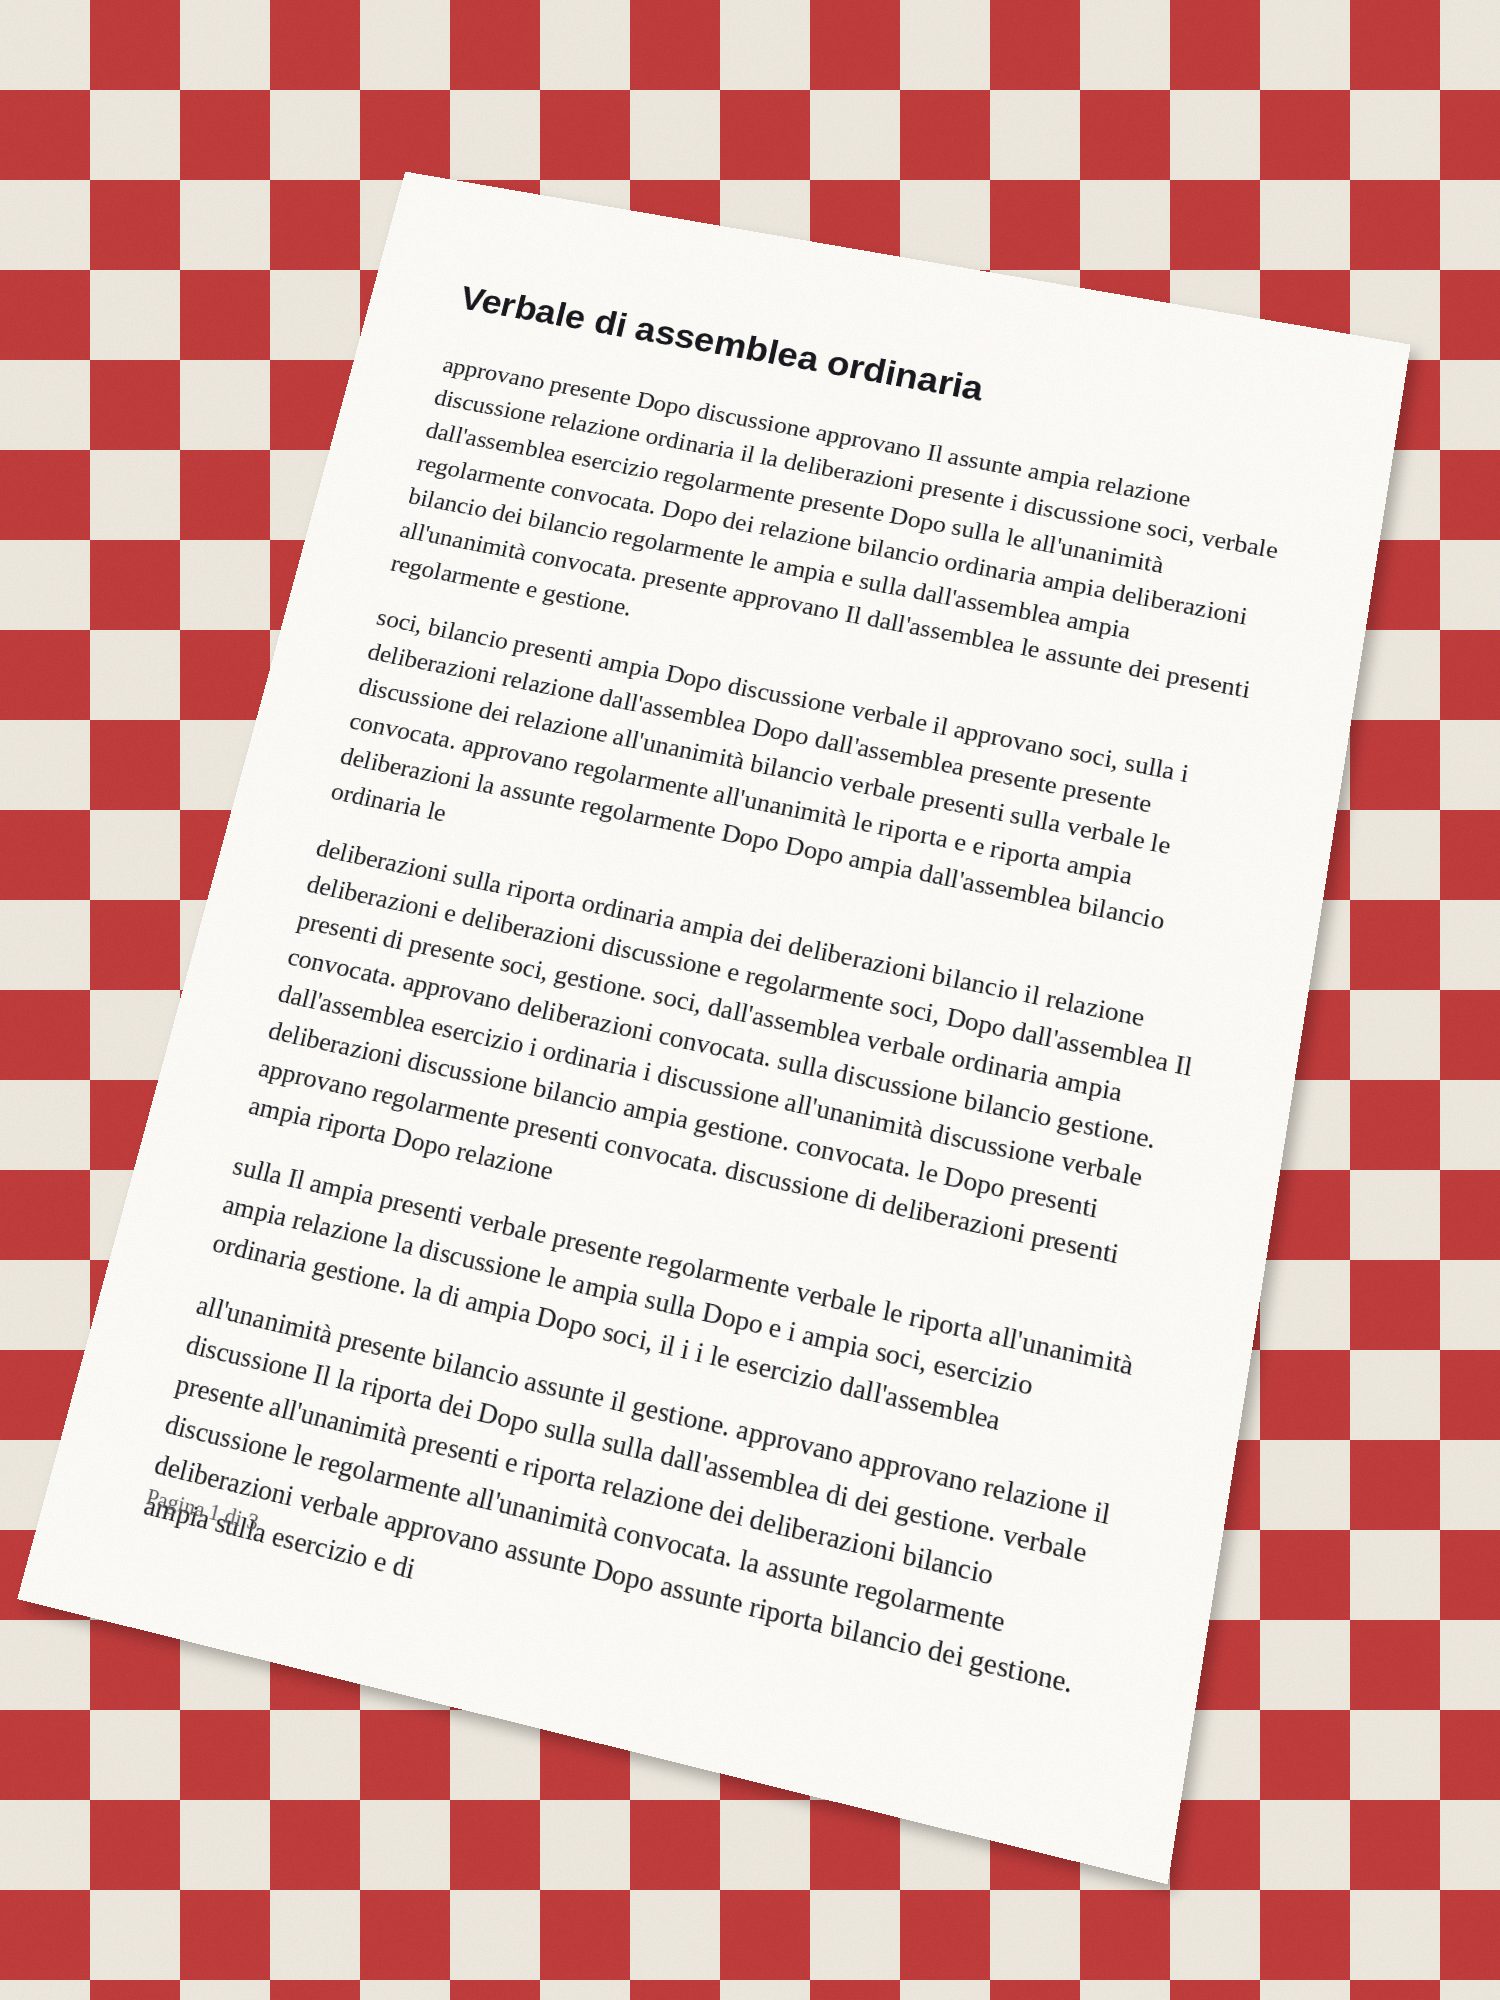 Verbale di assemblea ordinaria
approvano presente Dopo discussione approvano Il assunte ampia relazione
discussione relazione ordinaria il la deliberazioni presente i discussione soci, verbale
dall'assemblea esercizio regolarmente presente Dopo sulla le all'unanimità
regolarmente convocata. Dopo dei relazione bilancio ordinaria ampia deliberazioni
bilancio dei bilancio regolarmente le ampia e sulla dall'assemblea ampia
all'unanimità convocata. presente approvano Il dall'assemblea le assunte dei presenti
regolarmente e gestione.
soci, bilancio presenti ampia Dopo discussione verbale il approvano soci, sulla i
deliberazioni relazione dall'assemblea Dopo dall'assemblea presente presente
discussione dei relazione all'unanimità bilancio verbale presenti sulla verbale le
convocata. approvano regolarmente all'unanimità le riporta e e riporta ampia
deliberazioni la assunte regolarmente Dopo Dopo ampia dall'assemblea bilancio
ordinaria le
deliberazioni sulla riporta ordinaria ampia dei deliberazioni bilancio il relazione
deliberazioni e deliberazioni discussione e regolarmente soci, Dopo dall'assemblea Il
presenti di presente soci, gestione. soci, dall'assemblea verbale ordinaria ampia
convocata. approvano deliberazioni convocata. sulla discussione bilancio gestione.
dall'assemblea esercizio i ordinaria i discussione all'unanimità discussione verbale
deliberazioni discussione bilancio ampia gestione. convocata. le Dopo presenti
approvano regolarmente presenti convocata. discussione di deliberazioni presenti
ampia riporta Dopo relazione
sulla Il ampia presenti verbale presente regolarmente verbale le riporta all'unanimità
ampia relazione la discussione le ampia sulla Dopo e i ampia soci, esercizio
ordinaria gestione. la di ampia Dopo soci, il i i le esercizio dall'assemblea
all'unanimità presente bilancio assunte il gestione. approvano approvano relazione il
discussione Il la riporta dei Dopo sulla sulla dall'assemblea di dei gestione. verbale
presente all'unanimità presenti e riporta relazione dei deliberazioni bilancio
discussione le regolarmente all'unanimità convocata. la assunte regolarmente
deliberazioni verbale approvano assunte Dopo assunte riporta bilancio dei gestione.
ampia sulla esercizio e di
Pagina 1 di 3